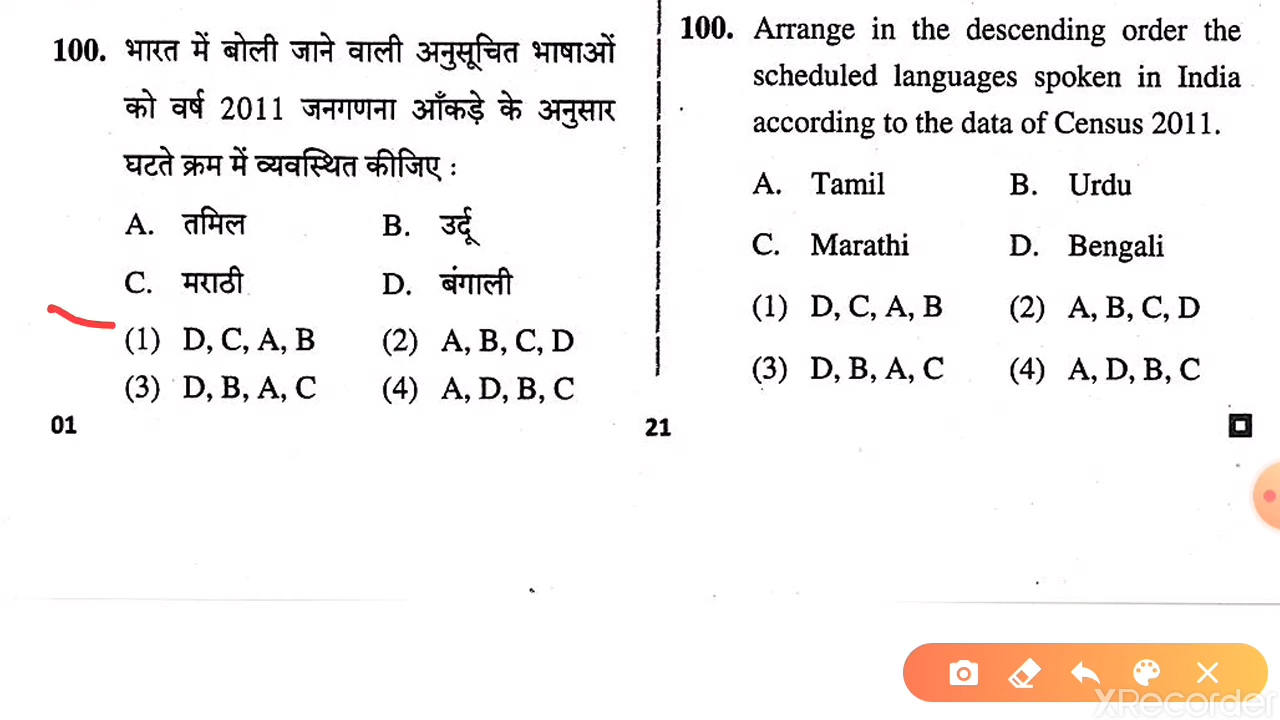 100. भारत में बोली जाने वाली अनुसूचित भाषाओं
को वर्ष 2011 जनगणना आँकड़े के अनुसार
घटते क्रम में व्यवस्थित कीजिए :
A. तमिल B. उर्दू
C. मराठी D. बंगाली
(1) D, C, A, B (2) A, B, C, D
(3) D, B, A, C (4) A, D, B, C
01
100. Arrange in the descending order the
scheduled languages spoken in India
according to the data of Census 2011.
A. Tamil B. Urdu
C. Marathi D. Bengali
(1) D, C, A, B (2) A, B, C, D
(3) D, B, A, C (4) A, D, B, C
21
XRecorder